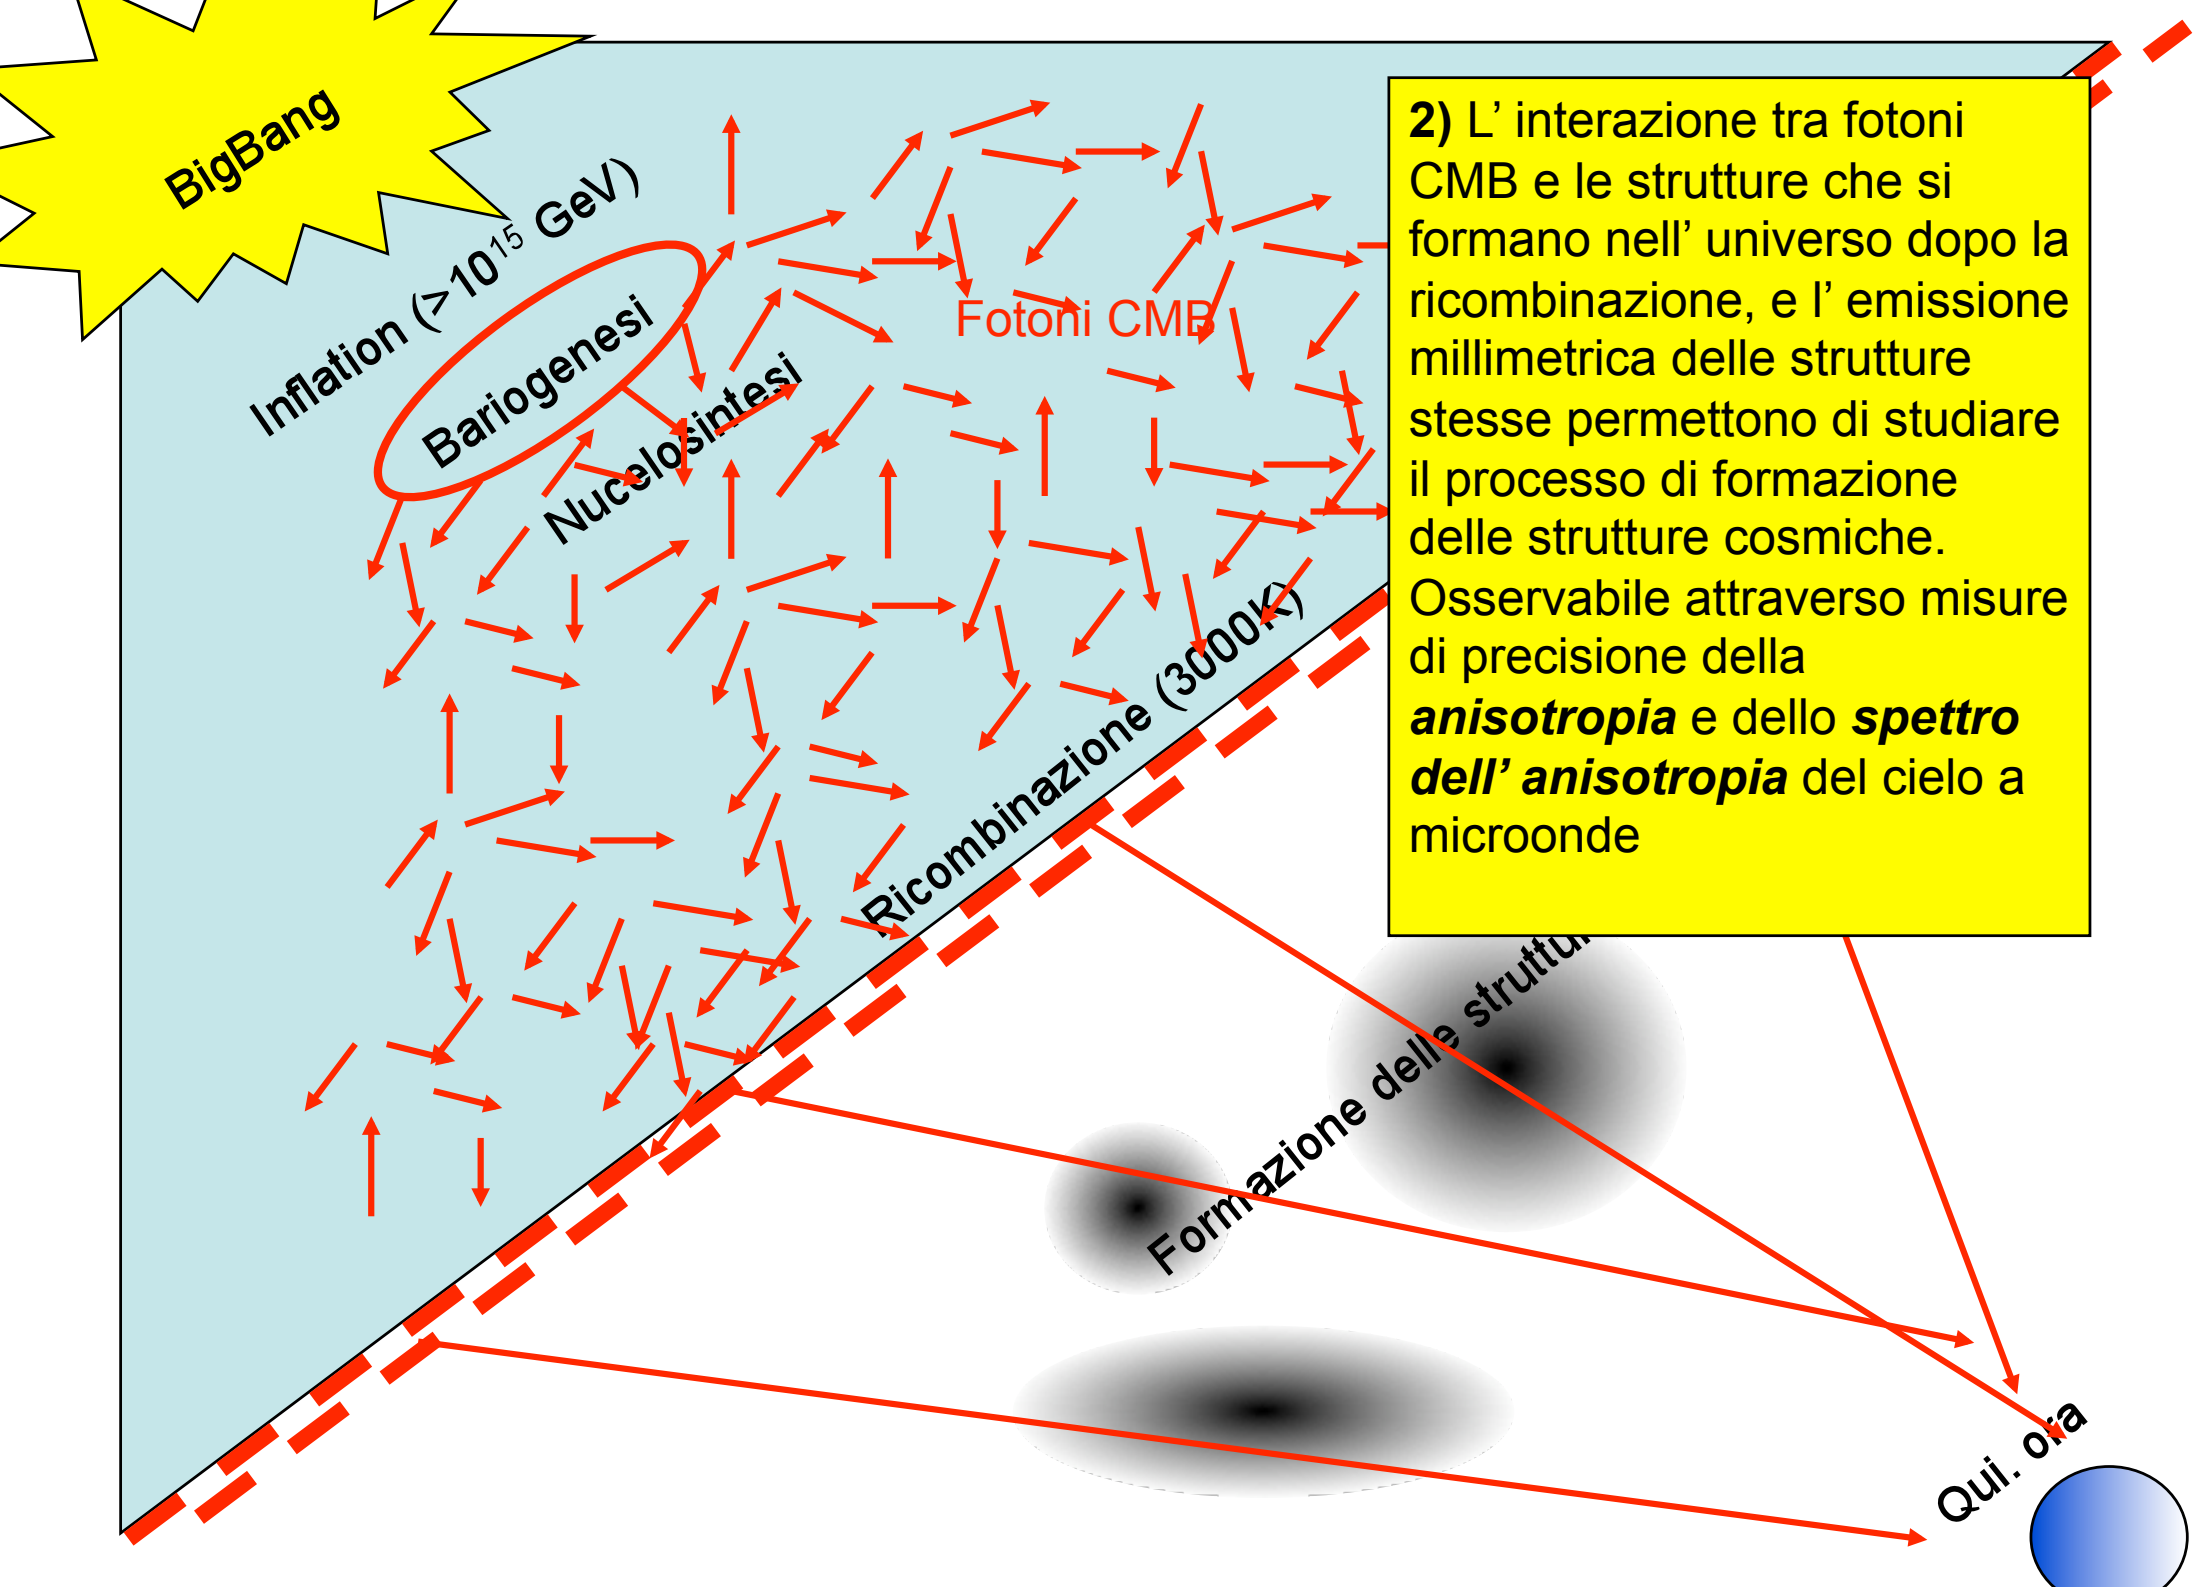 BigBang
Inflation (>10¹⁵ GeV)
Bariogenesi
Nucelosintesi
Fotoni CMB
Ricombinazione (3000K)
2) L’ interazione tra fotoni
CMB e le strutture che si
formano nell’ universo dopo la
ricombinazione, e l’ emissione
millimetrica delle strutture
stesse permettono di studiare
il processo di formazione
delle strutture cosmiche.
Osservabile attraverso misure
di precisione della
anisotropia e dello spettro
dell’ anisotropia del cielo a
microonde
Formazione delle
Qui. ora